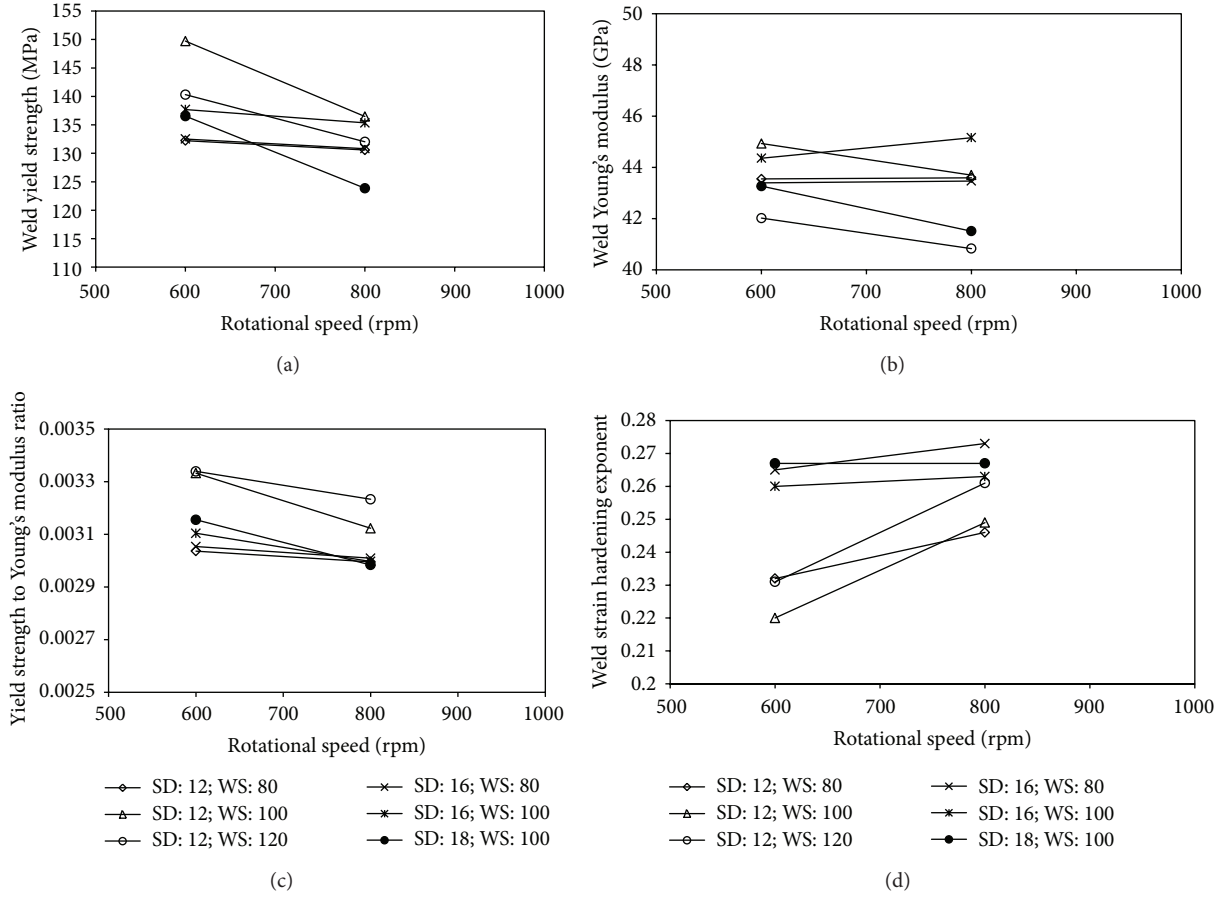 Weld yield strength (MPa)
155
150
145
140
135
130
125
120
115
110
500 600 700 800 900 1000
Rotational speed (rpm)
(a)
Weld Young's modulus (GPa)
50
48
46
44
42
40
500 600 700 800 900 1000
Rotational speed (rpm)
(b)
Yield strength to Young's modulus ratio
0.0035
0.0033
0.0031
0.0029
0.0027
0.0025
500 600 700 800 900 1000
Rotational speed (rpm)
SD: 12; WS: 80 SD: 16; WS: 80
SD: 12; WS: 100 SD: 16; WS: 100
SD: 12; WS: 120 SD: 18; WS: 100
(c)
Weld strain hardening exponent
0.28
0.27
0.26
0.25
0.24
0.23
0.22
0.21
0.2
500 600 700 800 900 1000
Rotational speed (rpm)
SD: 12; WS: 80 SD: 16; WS: 80
SD: 12; WS: 100 SD: 16; WS: 100
SD: 12; WS: 120 SD: 18; WS: 100
(d)